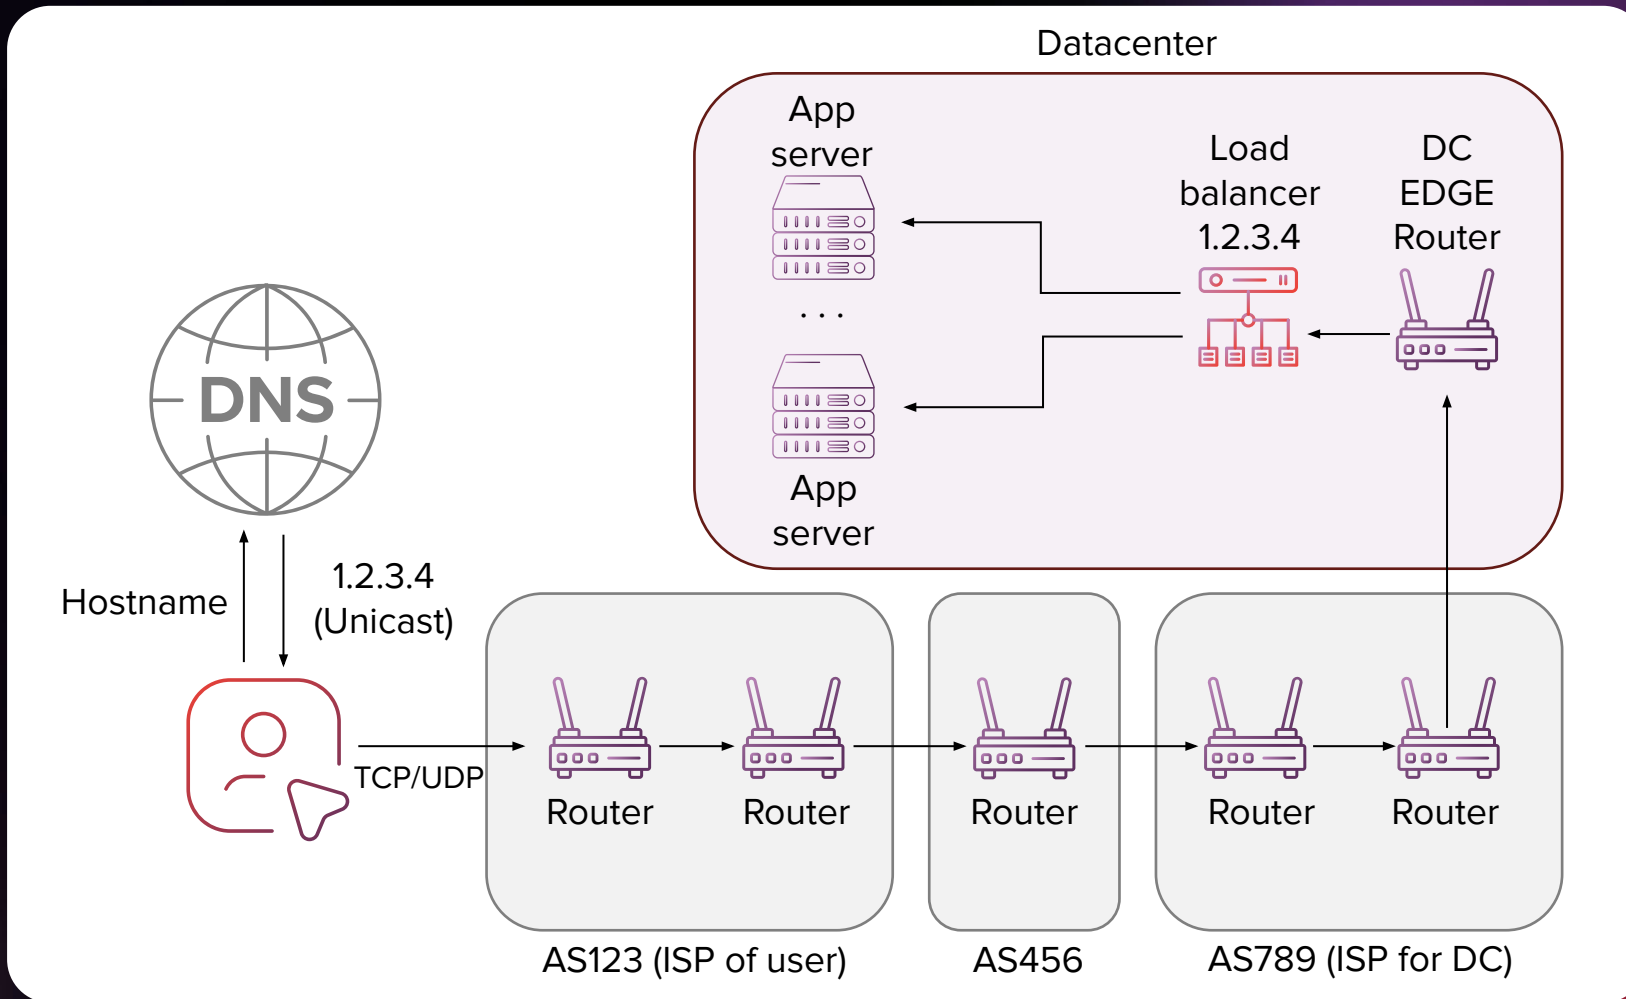 Datacenter
App
server
Load
balancer
1.2.3.4
DC
EDGE
Router
. . .
App
server
DNS
Hostname
1.2.3.4
(Unicast)
TCP/UDP
Router
Router
Router
Router
Router
AS123 (ISP of user)
AS456
AS789 (ISP for DC)